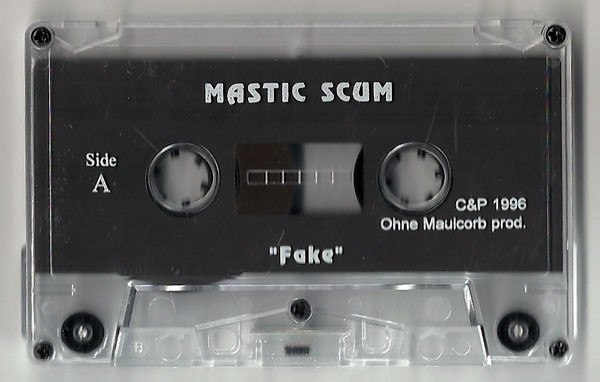 MASTIC SCUM
Side
A
C&P 1996
Ohne Maulcorb prod.
"Fake"